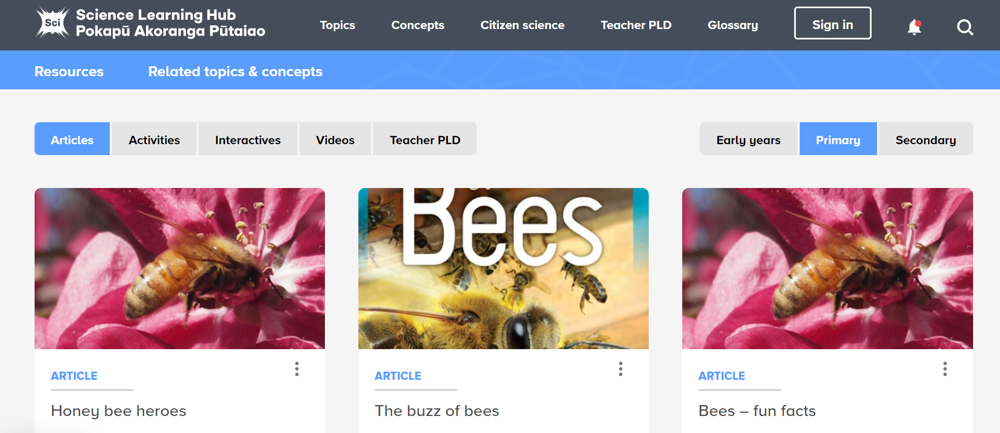 Sci
Science Learning Hub
Pokapū Akoranga Pūtaiao
Topics
Concepts
Citizen science
Teacher PLD
Glossary
Sign in
Resources
Related topics & concepts
Articles
Activities
Interactives
Videos
Teacher PLD
Early years
Primary
Secondary
Bees
ARTICLE
Honey bee heroes
ARTICLE
The buzz of bees
ARTICLE
Bees – fun facts